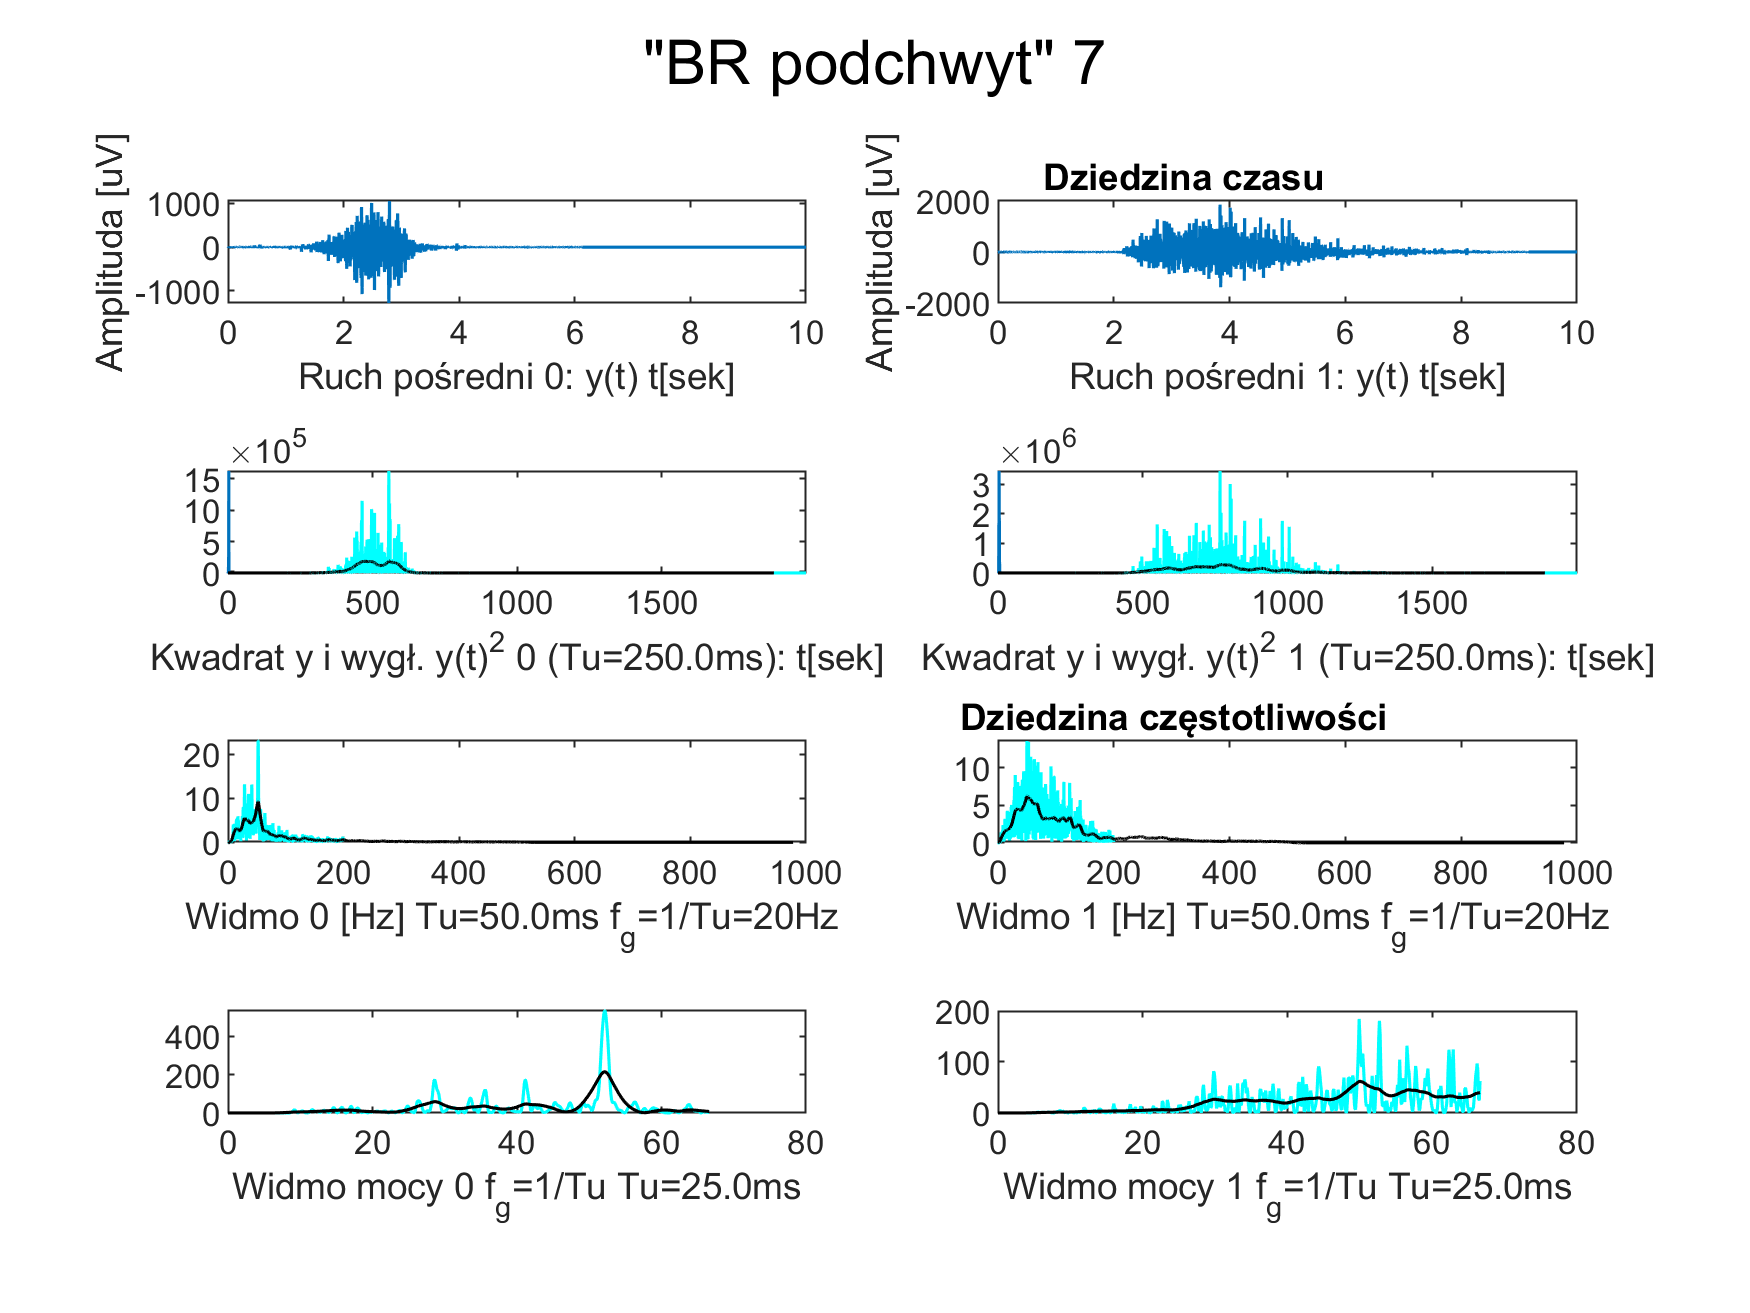 "BR podchwyt" 7
Amplituda [uV]
1000
0
-1000
0 2 4 6 8 10
Ruch pośredni 0: y(t) t[sek]
Dziedzina czasu
Amplituda [uV]
2000
0
-2000
0 2 4 6 8 10
Ruch pośredni 1: y(t) t[sek]
×10^5
15
10
5
0
0 500 1000 1500
Kwadrat y i wygł. y(t)^2 0 (Tu=250.0ms): t[sek]
×10^6
3
2
1
0
0 500 1000 1500
Kwadrat y i wygł. y(t)^2 1 (Tu=250.0ms): t[sek]
20
10
0
0 200 400 600 800 1000
Widmo 0 [Hz] Tu=50.0ms f_g=1/Tu=20Hz
Dziedzina częstotliwości
10
5
0
0 200 400 600 800 1000
Widmo 1 [Hz] Tu=50.0ms f_g=1/Tu=20Hz
400
200
0
0 20 40 60 80
Widmo mocy 0 f_g=1/Tu Tu=25.0ms
200
100
0
0 20 40 60 80
Widmo mocy 1 f_g=1/Tu Tu=25.0ms